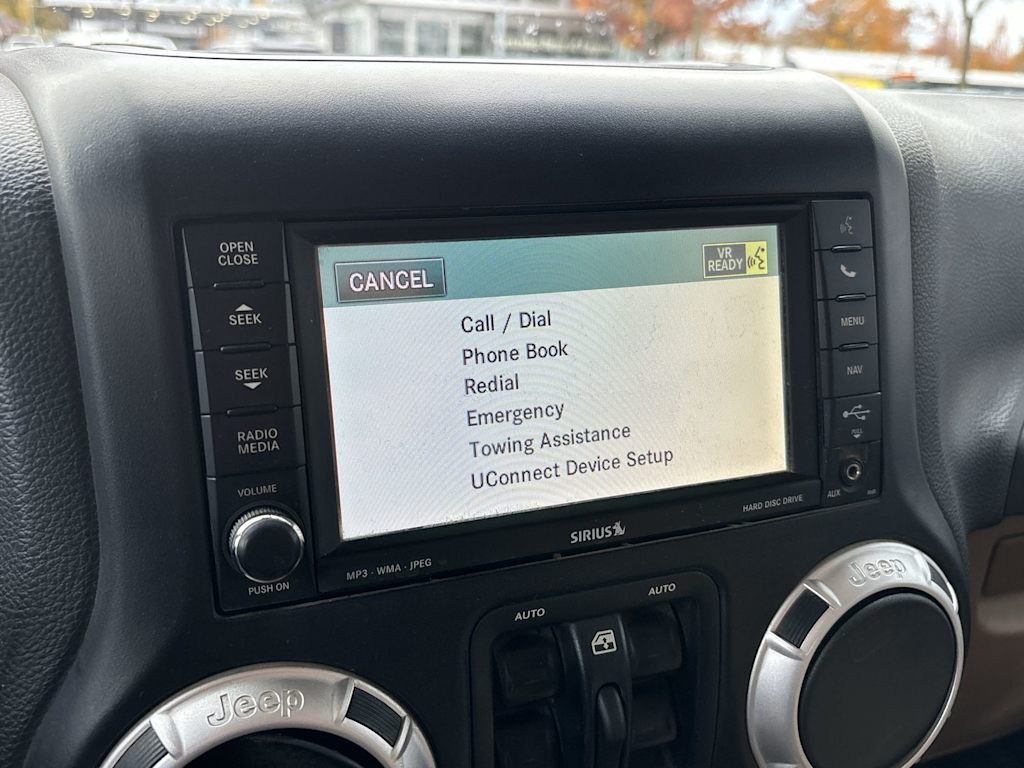 OPEN
CLOSE
SEEK
SEEK
RADIO
MEDIA
VOLUME
PUSH ON
CANCEL
VR
READY
Call / Dial
Phone Book
Redial
Emergency
Towing Assistance
UConnect Device Setup
MP3 · WMA · JPEG
SIRIUS
HARD DISC DRIVE
MENU
NAV
PULL
AUX
AUTO
AUTO
Jeep
Jeep